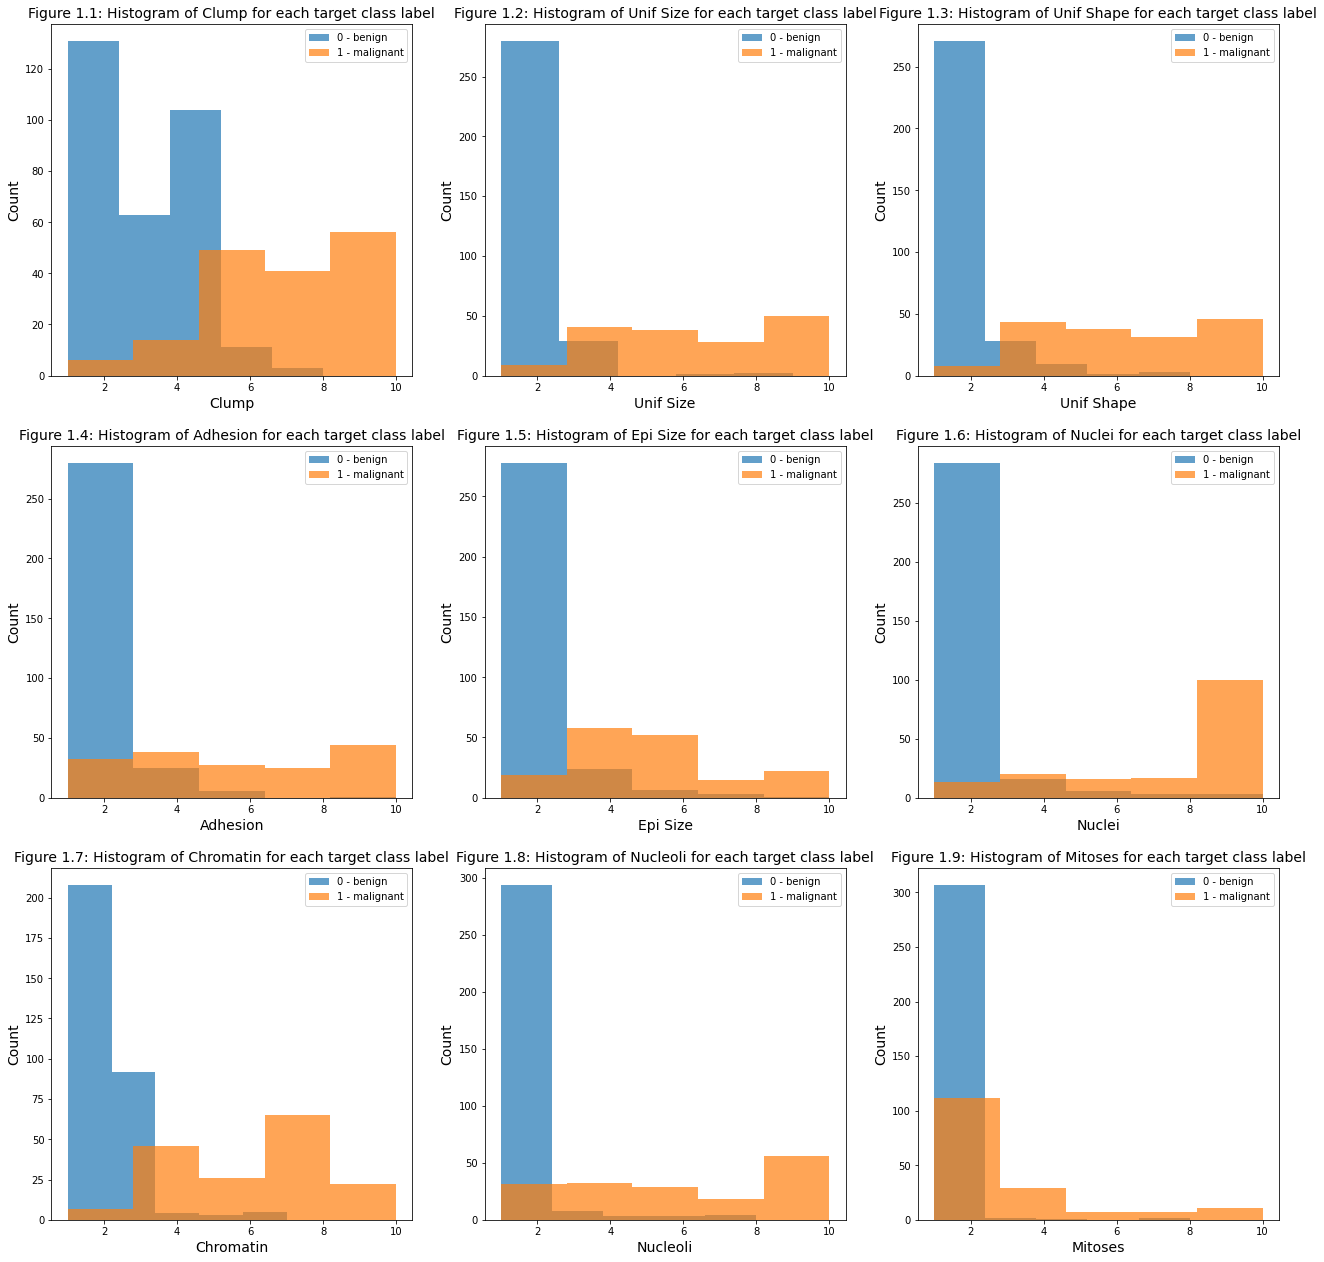 Figure 1.1: Histogram of Clump for each target class label
0 - benign
1 - malignant
120
100
80
60
40
20
0
Count
2 4 6 8 10
Clump
Figure 1.2: Histogram of Unif Size for each target class label
0 - benign
1 - malignant
250
200
150
100
50
0
Count
2 4 6 8 10
Unif Size
Figure 1.3: Histogram of Unif Shape for each target class label
0 - benign
1 - malignant
250
200
150
100
50
0
Count
2 4 6 8 10
Unif Shape
Figure 1.4: Histogram of Adhesion for each target class label
0 - benign
1 - malignant
250
200
150
100
50
0
Count
2 4 6 8 10
Adhesion
Figure 1.5: Histogram of Epi Size for each target class label
0 - benign
1 - malignant
250
200
150
100
50
0
Count
2 4 6 8 10
Epi Size
Figure 1.6: Histogram of Nuclei for each target class label
0 - benign
1 - malignant
250
200
150
100
50
0
Count
2 4 6 8 10
Nuclei
Figure 1.7: Histogram of Chromatin for each target class label
0 - benign
1 - malignant
200
175
150
125
100
75
50
25
0
Count
2 4 6 8 10
Chromatin
Figure 1.8: Histogram of Nucleoli for each target class label
0 - benign
1 - malignant
300
250
200
150
100
50
0
Count
2 4 6 8 10
Nucleoli
Figure 1.9: Histogram of Mitoses for each target class label
0 - benign
1 - malignant
300
250
200
150
100
50
0
Count
2 4 6 8 10
Mitoses